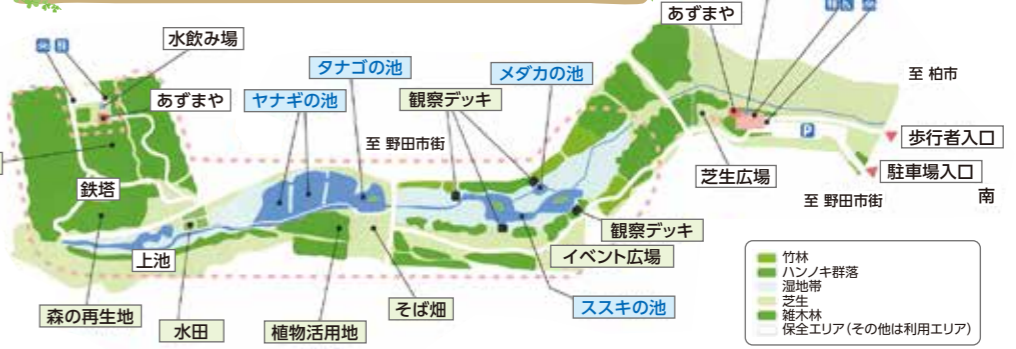 あずまや
水飲み場
至 柏市
タナゴの池
メダカの池
あずまや
ヤナギの池
観察デッキ
至 野田市街
P
歩行者入口
駐車場入口
芝生広場
鉄塔
至 野田市街
南
観察デッキ
イベント広場
上池
竹林
ハンノキ群落
湿地帯
芝生
雑木林
保全エリア(その他は利用エリア)
森の再生地
水田
植物活用地
そば畑
ススキの池